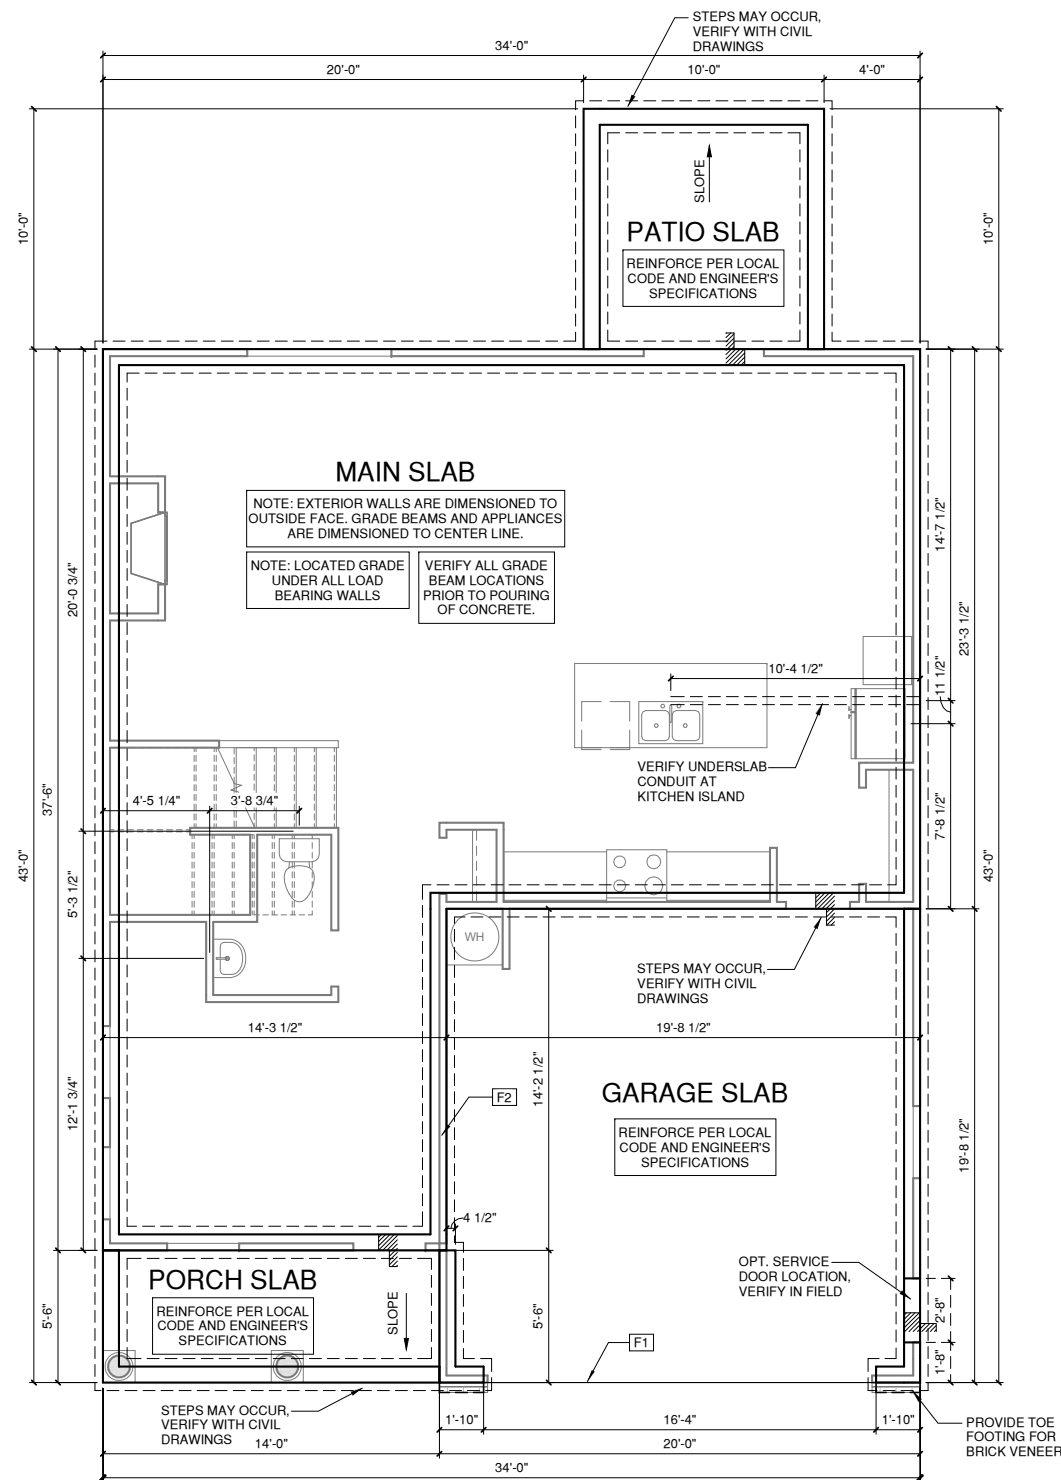 STEPS MAY OCCUR,
VERIFY WITH CIVIL
DRAWINGS
34'-0"
20'-0"
10'-0"
4'-0"
10'-0"
10'-0"
SLOPE
PATIO SLAB
REINFORCE PER LOCAL
CODE AND ENGINEER'S
SPECIFICATIONS
MAIN SLAB
NOTE: EXTERIOR WALLS ARE DIMENSIONED TO
OUTSIDE FACE. GRADE BEAMS AND APPLIANCES
ARE DIMENSIONED TO CENTER LINE.
NOTE: LOCATED GRADE
UNDER ALL LOAD
BEARING WALLS
VERIFY ALL GRADE
BEAM LOCATIONS
PRIOR TO POURING
OF CONCRETE.
14'-7 1/2"
20'-0 3/4"
23'-3 1/2"
10'-4 1/2"
11 1/2"
VERIFY UNDERSLAB
CONDUIT AT
KITCHEN ISLAND
37'-6"
4'-5 1/4"
3'-8 3/4"
7'-8 1/2"
43'-0"
43'-0"
5'-3 1/2"
WH
STEPS MAY OCCUR,
VERIFY WITH CIVIL
DRAWINGS
14'-3 1/2"
19'-8 1/2"
14'-2 1/2"
F2
GARAGE SLAB
REINFORCE PER LOCAL
CODE AND ENGINEER'S
SPECIFICATIONS
12'-1 3/4"
19'-8 1/2"
4 1/2"
OPT. SERVICE
DOOR LOCATION,
VERIFY IN FIELD
PORCH SLAB
REINFORCE PER LOCAL
CODE AND ENGINEER'S
SPECIFICATIONS
SLOPE
5'-6"
5'-6"
2'-8"
F1
1'-8"
STEPS MAY OCCUR,
VERIFY WITH CIVIL
DRAWINGS
1'-10"
16'-4"
1'-10"
PROVIDE TOE
FOOTING FOR
BRICK VENEER
14'-0"
20'-0"
34'-0"